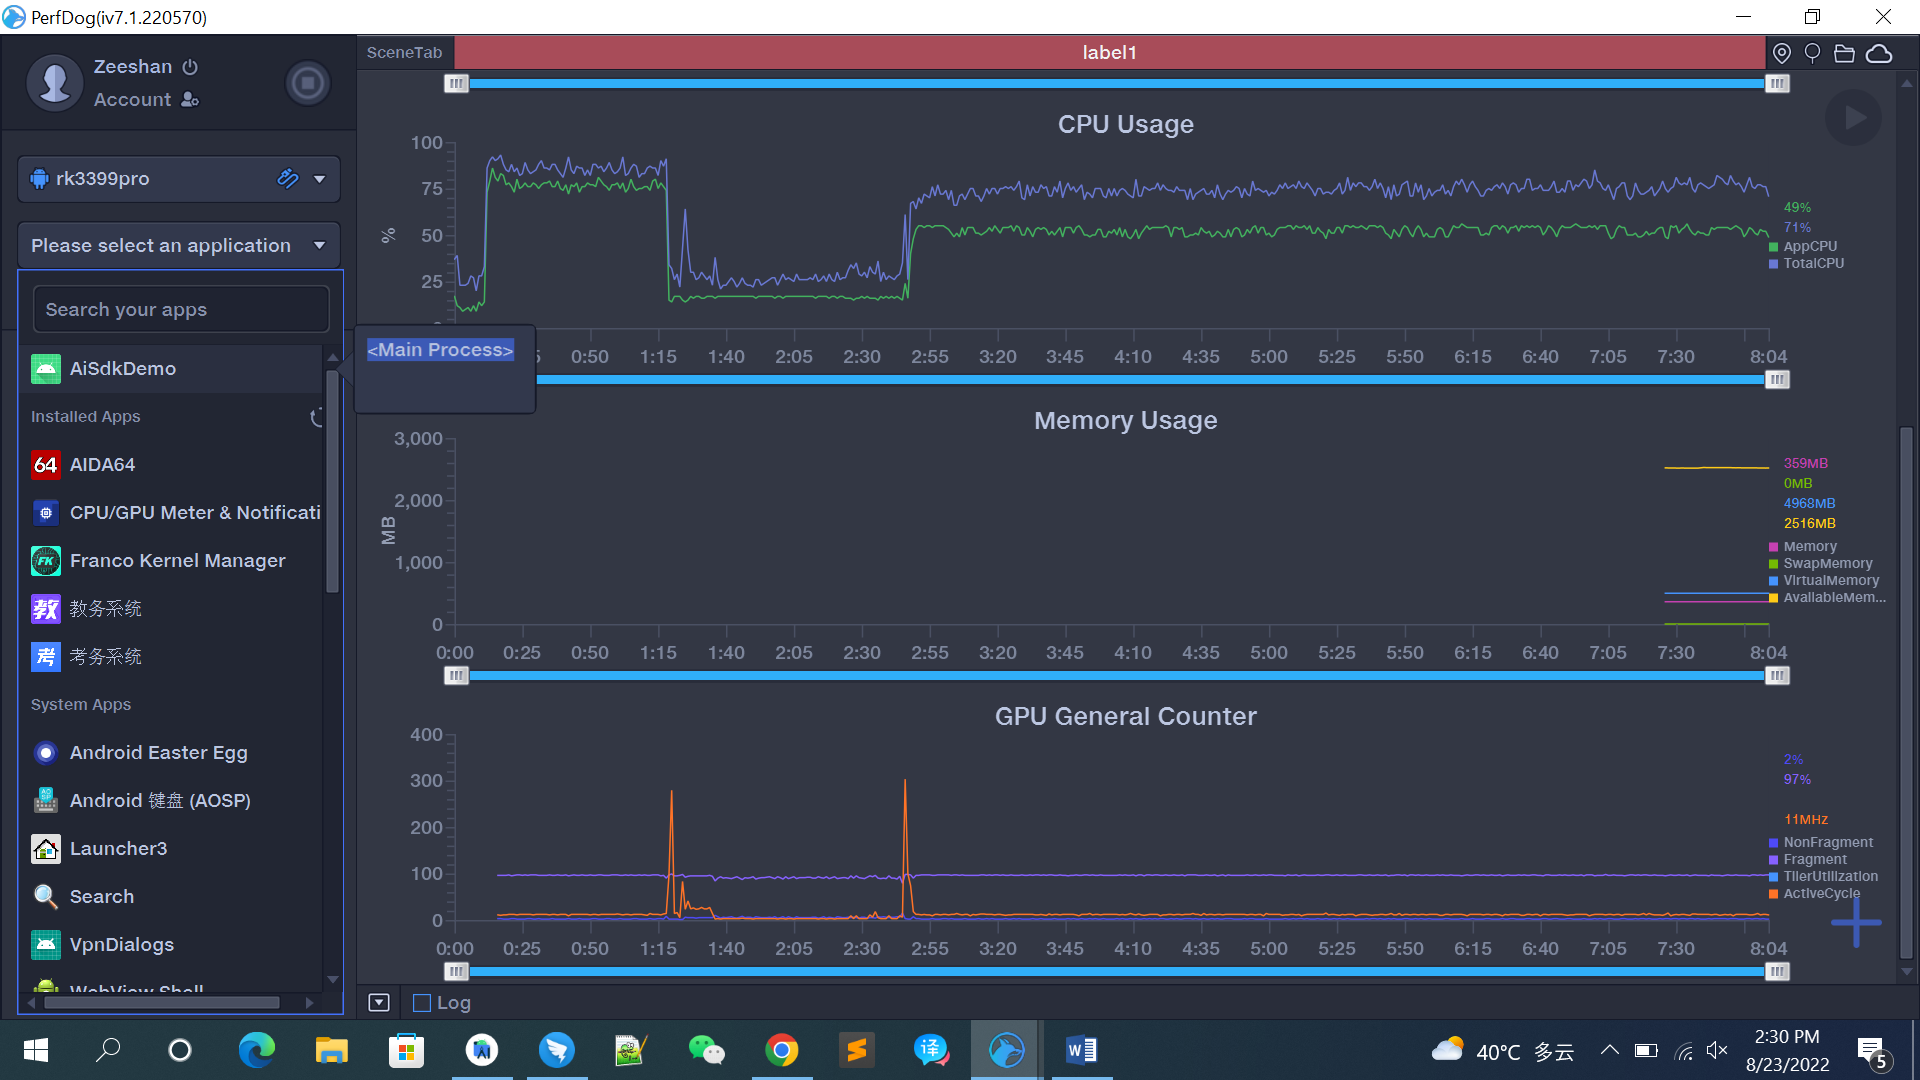 PerfDog(iv7.1.220570)
Zeeshan
Account
rk3399pro
Please select an application
Search your apps
AiSdkDemo
Installed Apps
64 AIDA64
CPU/GPU Meter & Notificati
FK Franco Kernel Manager
教 教务系统
考 考务系统
System Apps
Android Easter Egg
Android 键盘 (AOSP)
Launcher3
Search
VpnDialogs
WebView Shell
<Main Process>
SceneTab
label1
CPU Usage
100
75
50
25
%
5 0:50 1:15 1:40 2:05 2:30 2:55 3:20 3:45 4:10 4:35 5:00 5:25 5:50 6:15 6:40 7:05 7:30 8:04
49%
71%
AppCPU
TotalCPU
Memory Usage
3,000
2,000
1,000
0
MB
0:00 0:25 0:50 1:15 1:40 2:05 2:30 2:55 3:20 3:45 4:10 4:35 5:00 5:25 5:50 6:15 6:40 7:05 7:30 8:04
359MB
0MB
4968MB
2516MB
Memory
SwapMemory
VirtualMemory
AvailableMem...
GPU General Counter
400
300
200
100
0
0:00 0:25 0:50 1:15 1:40 2:05 2:30 2:55 3:20 3:45 4:10 4:35 5:00 5:25 5:50 6:15 6:40 7:05 7:30 8:04
2%
97%
11MHz
NonFragment
Fragment
TilerUtilization
ActiveCycle
Log
40°C 多云
2:30 PM
8/23/2022
5